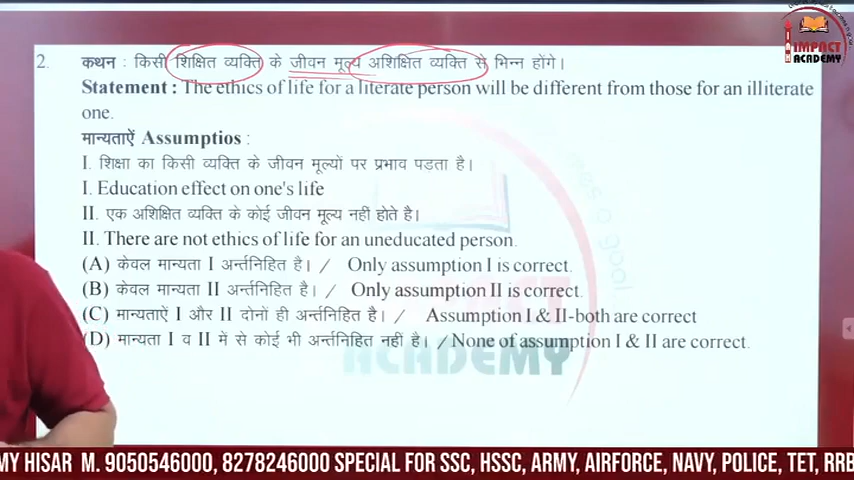 IMPACT
ACADEMY
2. कथन : किसी शिक्षित व्यक्ति के जीवन मूल्य अशिक्षित व्यक्ति से भिन्न होंगे।
Statement : The ethics of life for a literate person will be different from those for an illiterate
one.
मान्यताऐं Assumptios :
I. शिक्षा का किसी व्यक्ति के जीवन मूल्यों पर प्रभाव पडता है।
I. Education effect on one's life
II. एक अशिक्षित व्यक्ति के कोई जीवन मूल्य नहीं होते है।
II. There are not ethics of life for an uneducated person.
(A) केवल मान्यता I अर्न्तनिहित है। / Only assumption I is correct.
(B) केवल मान्यता II अर्न्तनिहित है। / Only assumption II is correct.
(C) मान्यताऐं I और II दोनों ही अर्न्तनिहित है। / Assumption I & II-both are correct
(D) मान्यता I व II में से कोई भी अर्न्तनिहित नहीं है। / None of assumption I & II are correct.
IMPACT
ACADEMY
MY HISAR M. 9050546000, 8278246000 SPECIAL FOR SSC, HSSC, ARMY, AIRFORCE, NAVY, POLICE, TET, RRB